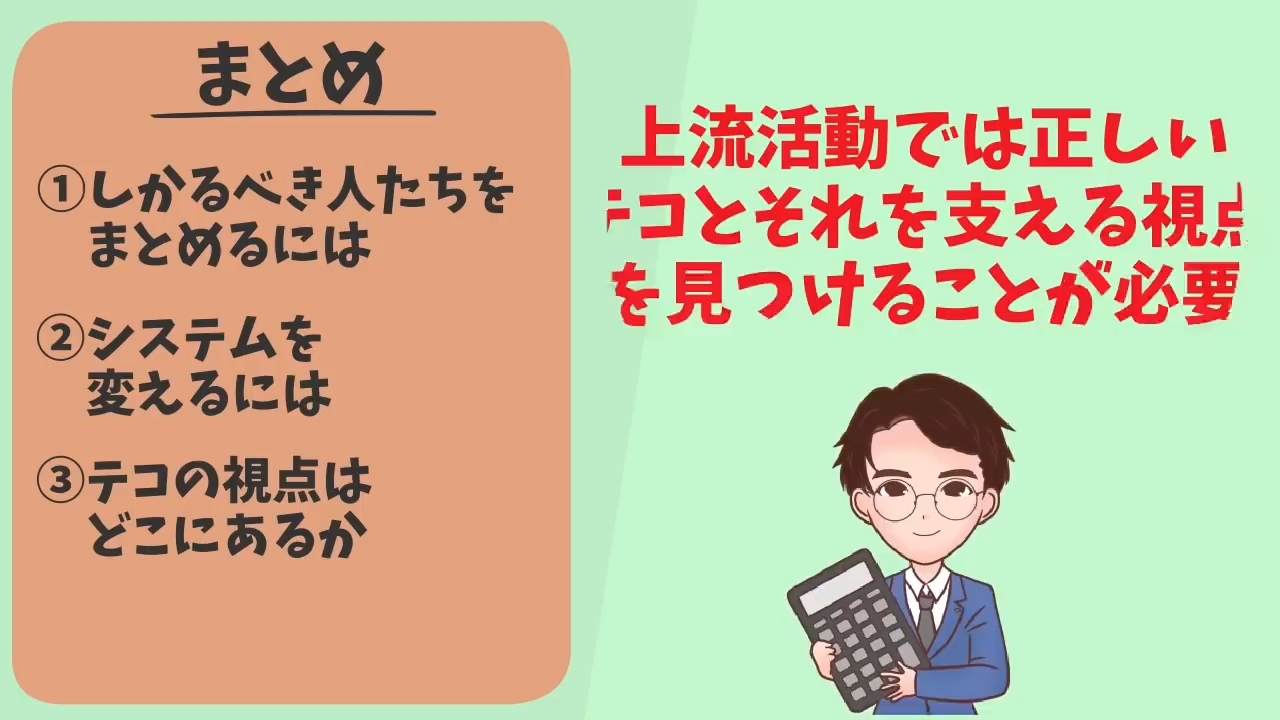 まとめ
①しかるべき人たちを
まとめるには
②システムを
変えるには
③テコの視点は
どこにあるか
上流活動では正しい
テコとそれを支える視点
を見つけることが必要